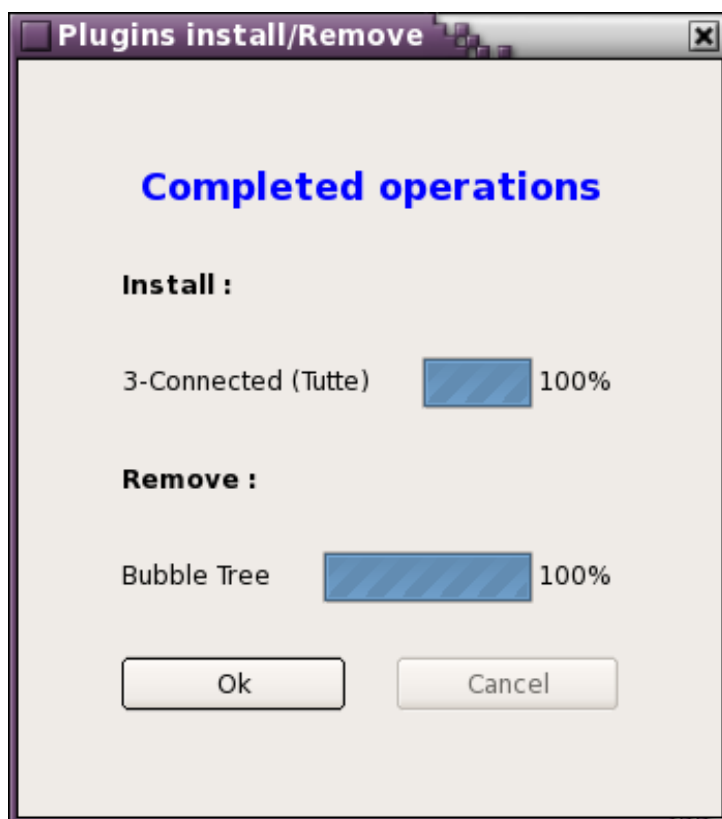 Plugins install/Remove
Completed operations
Install :
3-Connected (Tutte) 100%
Remove :
Bubble Tree 100%
Ok Cancel